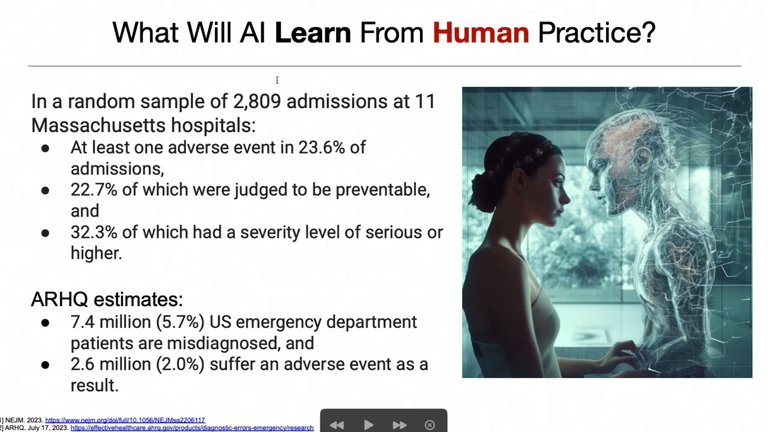 What Will AI Learn From Human Practice?
In a random sample of 2,809 admissions at 11
Massachusetts hospitals:
● At least one adverse event in 23.6% of
admissions,
● 22.7% of which were judged to be preventable,
and
● 32.3% of which had a severity level of serious or
higher.
ARHQ estimates:
● 7.4 million (5.7%) US emergency department
patients are misdiagnosed, and
● 2.6 million (2.0%) suffer an adverse event as a
result.
1] NEJM. 2023. https://www.nejm.org/doi/full/10.1056/NEJMsa2206117
2] ARHQ. July 17, 2023. https://effectivehealthcare.ahrq.gov/products/diagnostic-errors-emergency/research